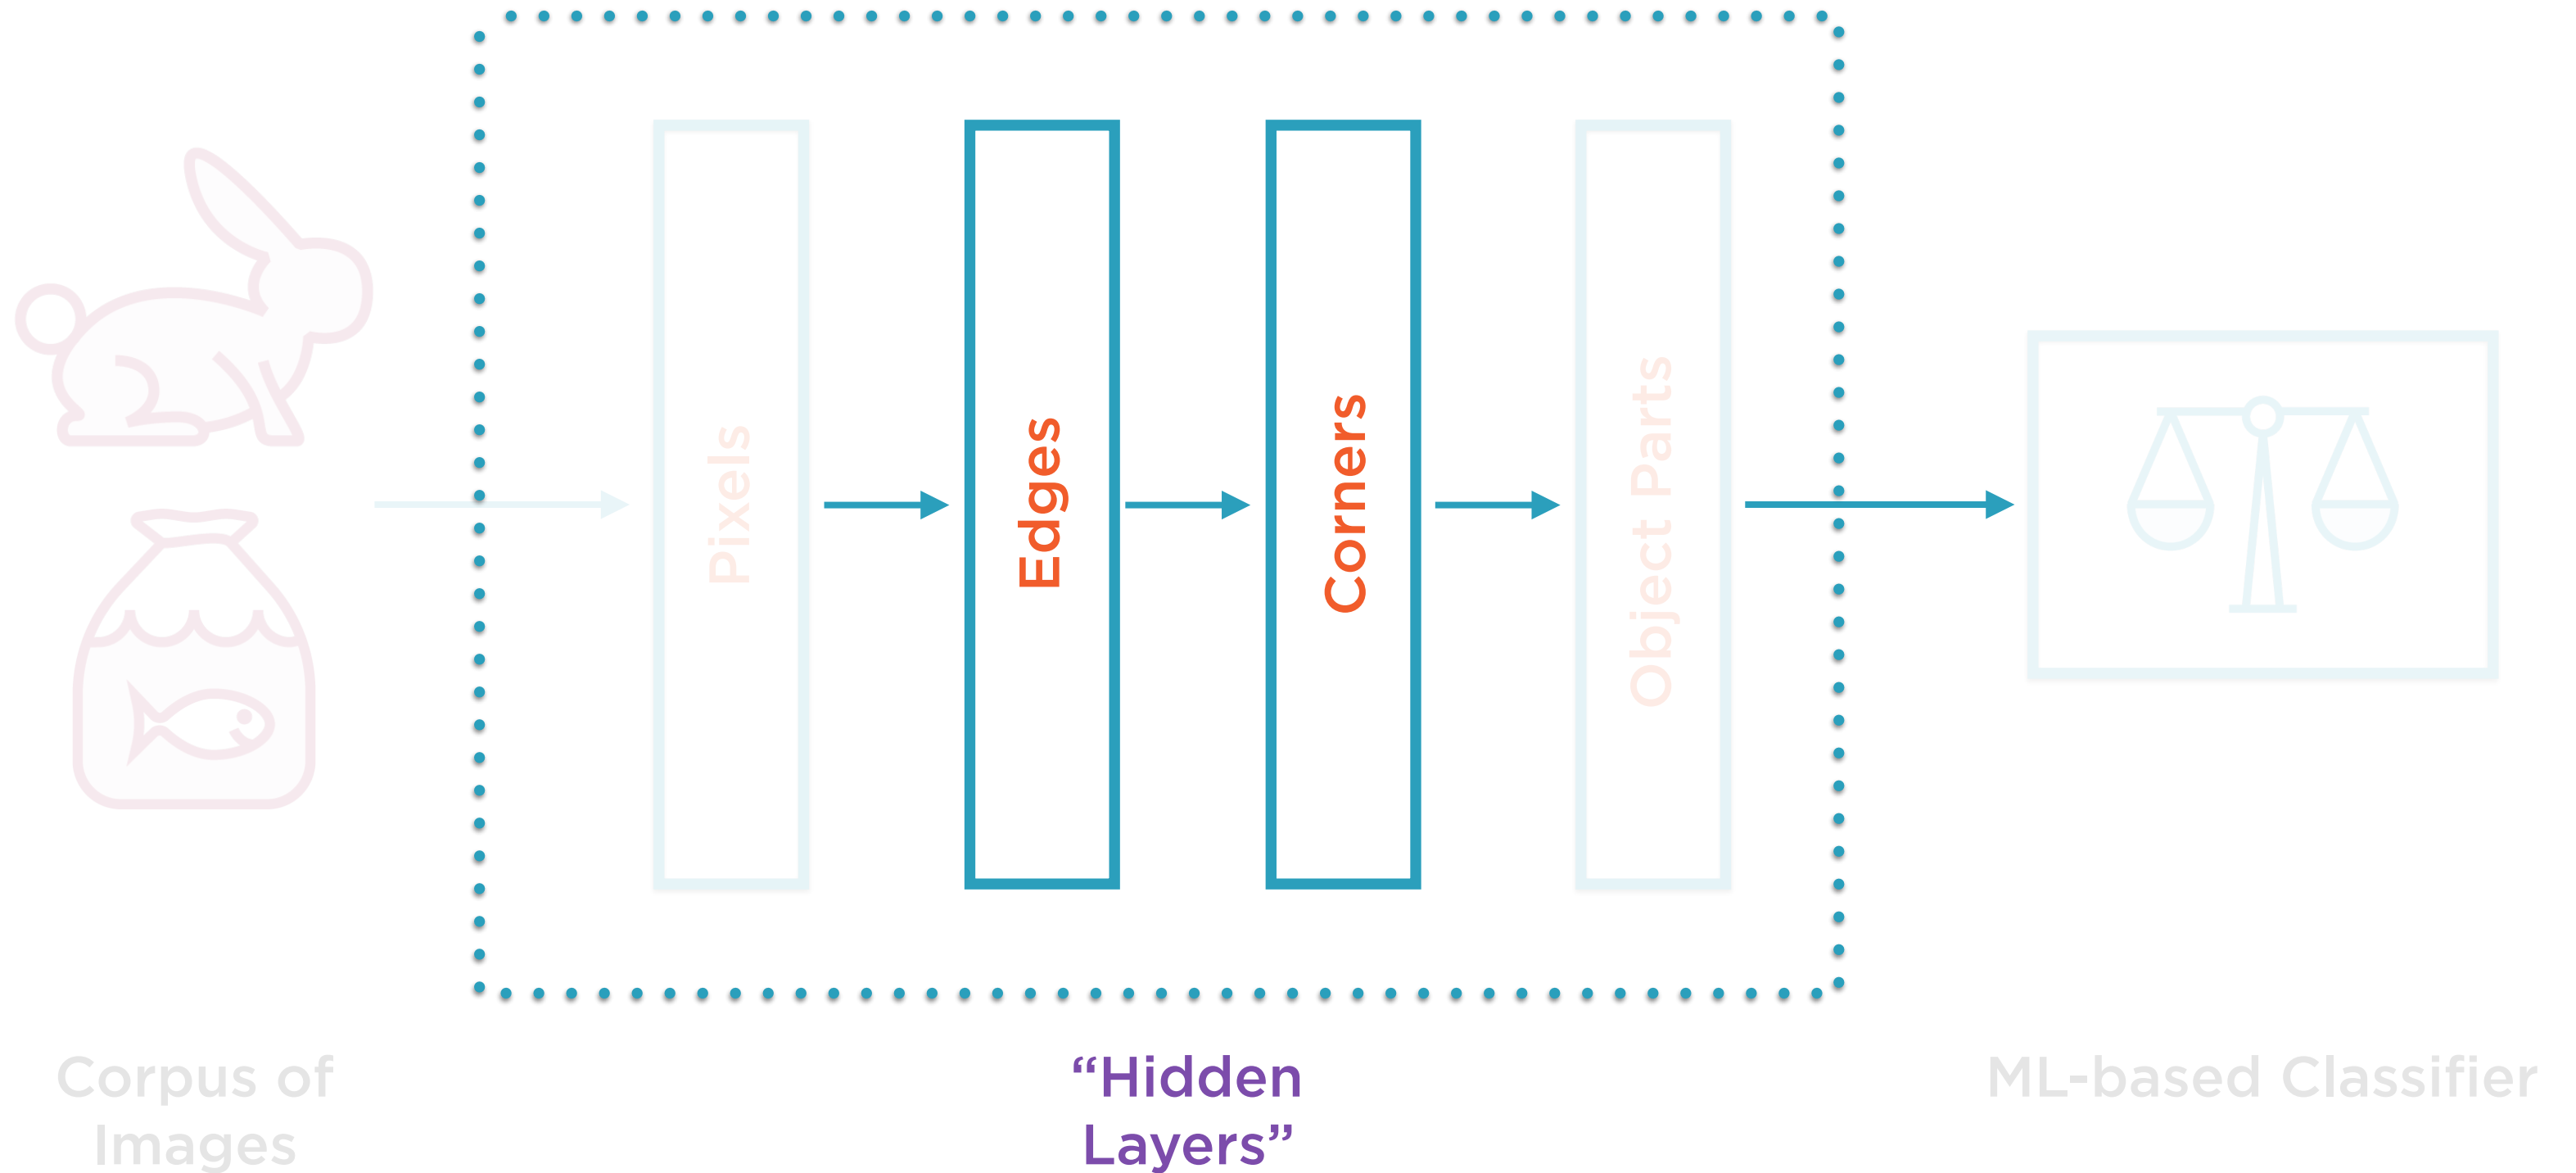 Pixels
Edges
Corners
Object Parts
Corpus of
Images
“Hidden
Layers”
ML-based Classifier